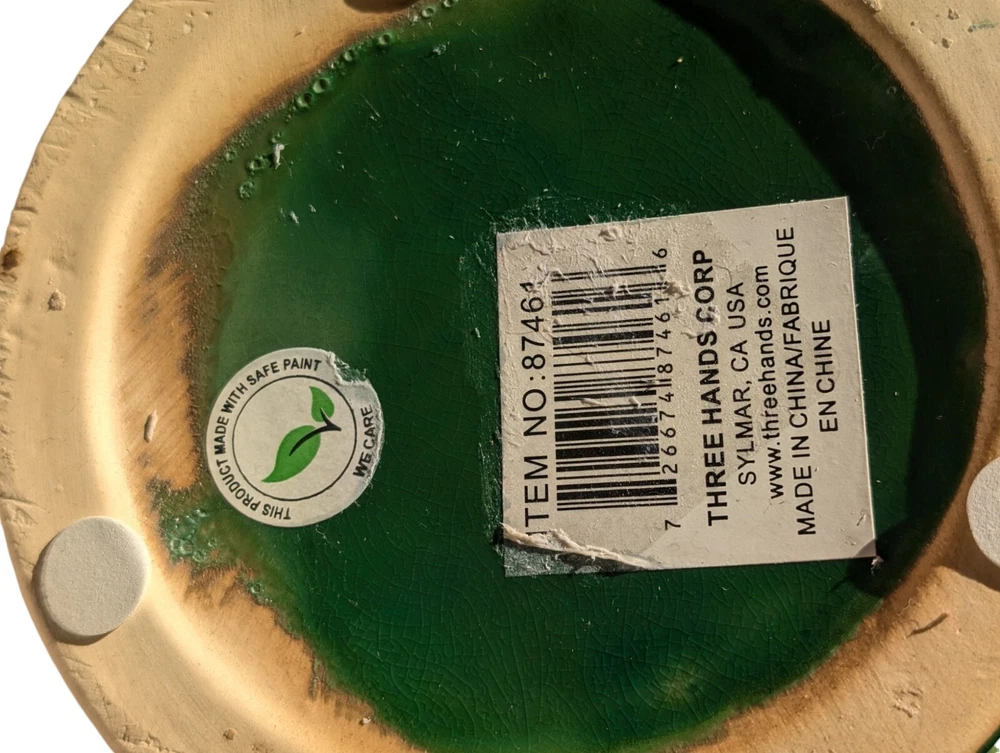 THIS PRODUCT MADE WITH SAFE PAINT
WE CARE
ITEM NO:87461
7 26674 87461 6
THREE HANDS CORP
SYLMAR, CA USA
www.threehands.com
MADE IN CHINA/FABRIQUE
EN CHINE